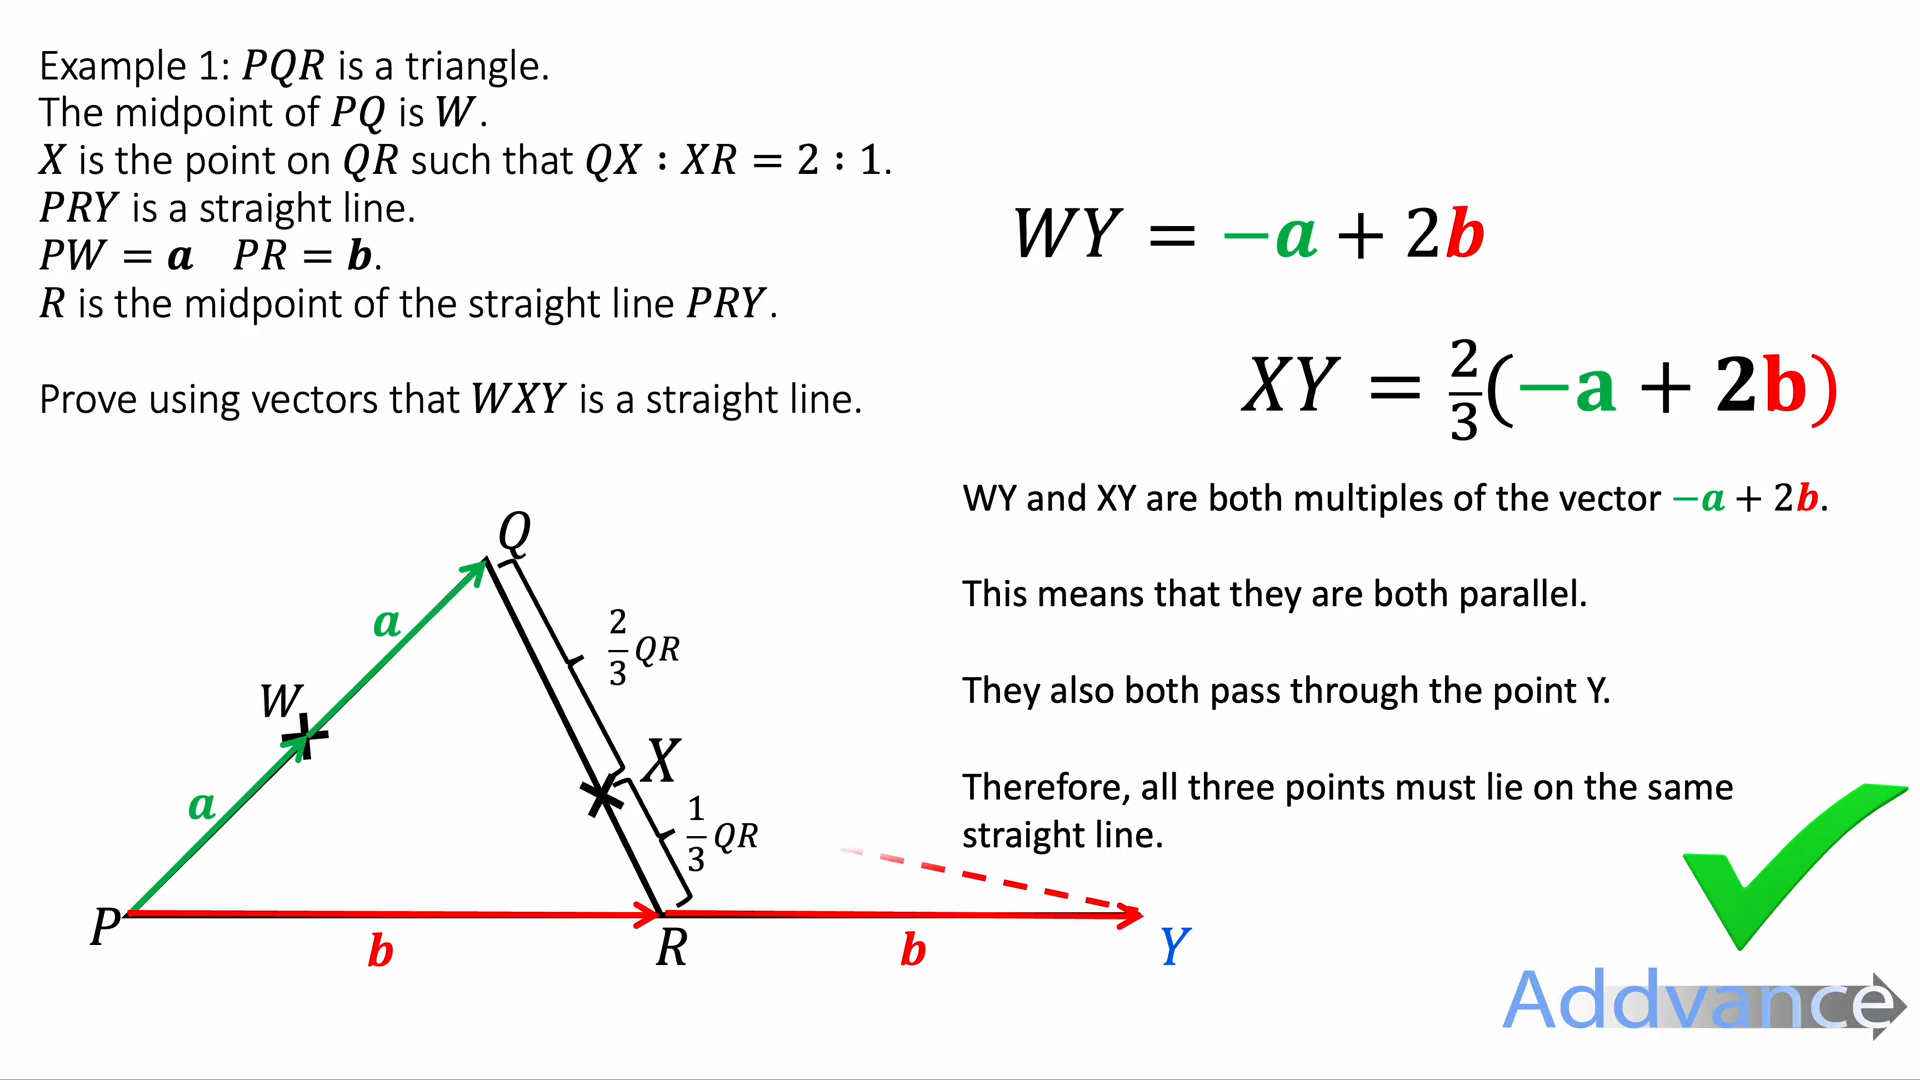 Example 1: PQR is a triangle.
The midpoint of PQ is W.
X is the point on QR such that QX : XR = 2 : 1.
PRY is a straight line.
PW = a   PR = b.
R is the midpoint of the straight line PRY.
Prove using vectors that WXY is a straight line.
WY = −a + 2b
XY = 2/3(−a + 2b)
WY and XY are both multiples of the vector −a + 2b.
This means that they are both parallel.
They also both pass through the point Y.
Therefore, all three points must lie on the same
straight line.
Q
a
2/3 QR
W
X
a
1/3 QR
P
b
R
b
Y
Addvance